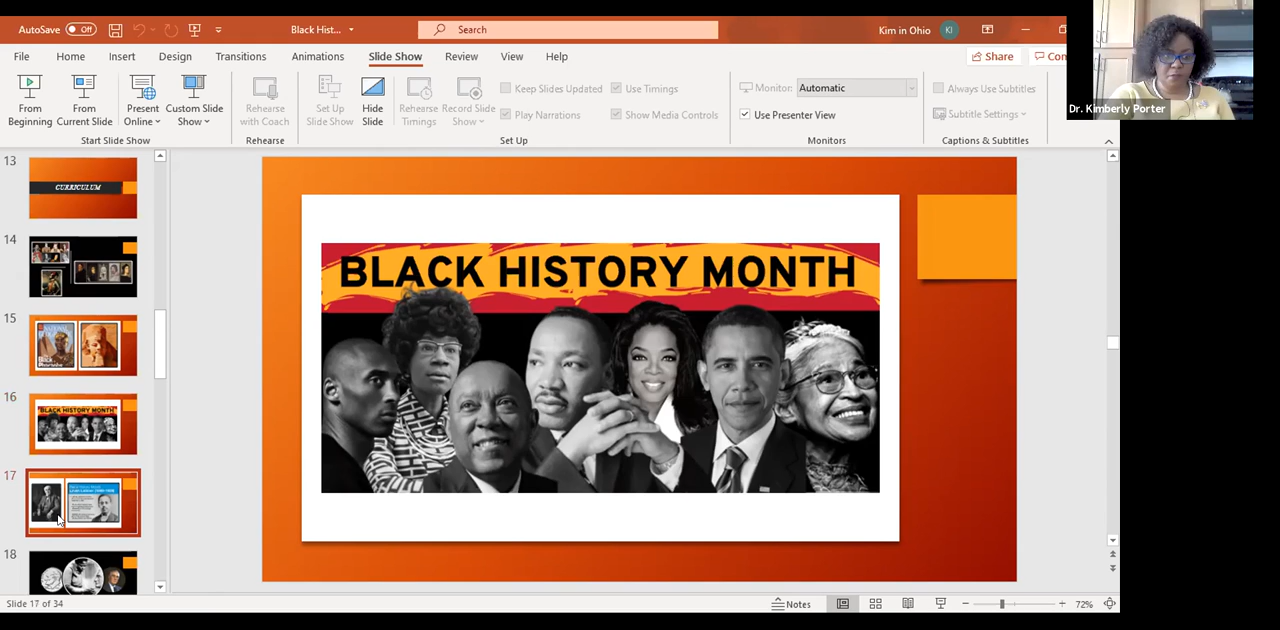 AutoSave Off Black Hist... Search Kim in Ohio KI
File Home Insert Design Transitions Animations Slide Show Review View Help Share
From Beginning
From Current Slide
Present Online
Custom Slide Show
Start Slide Show
Rehearse with Coach
Rehearse
Set Up Slide Show
Hide Slide
Rehearse Timings
Record Slide Show
Keep Slides Updated
Play Narrations
Use Timings
Show Media Controls
Set Up
Monitor: Automatic
Use Presenter View
Monitors
Always Use Subtitles
Subtitle Settings
Captions & Subtitles
Dr. Kimberly Porter
13
CURRICULUM
14
15
16
BLACK HISTORY MONTH
17
18
BLACK HISTORY MONTH
Slide 17 of 34
Notes
72%